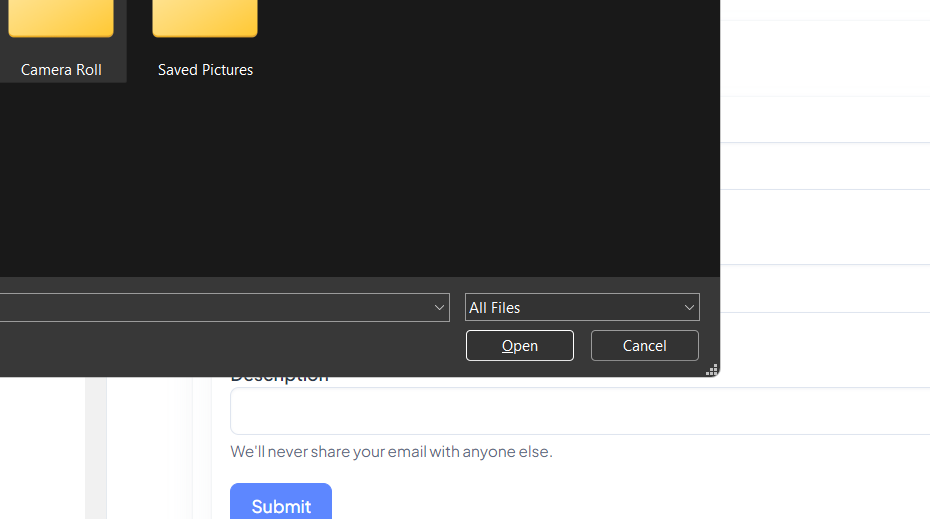 Camera Roll Saved Pictures
All Files
Open Cancel
Description
We'll never share your email with anyone else.
Submit